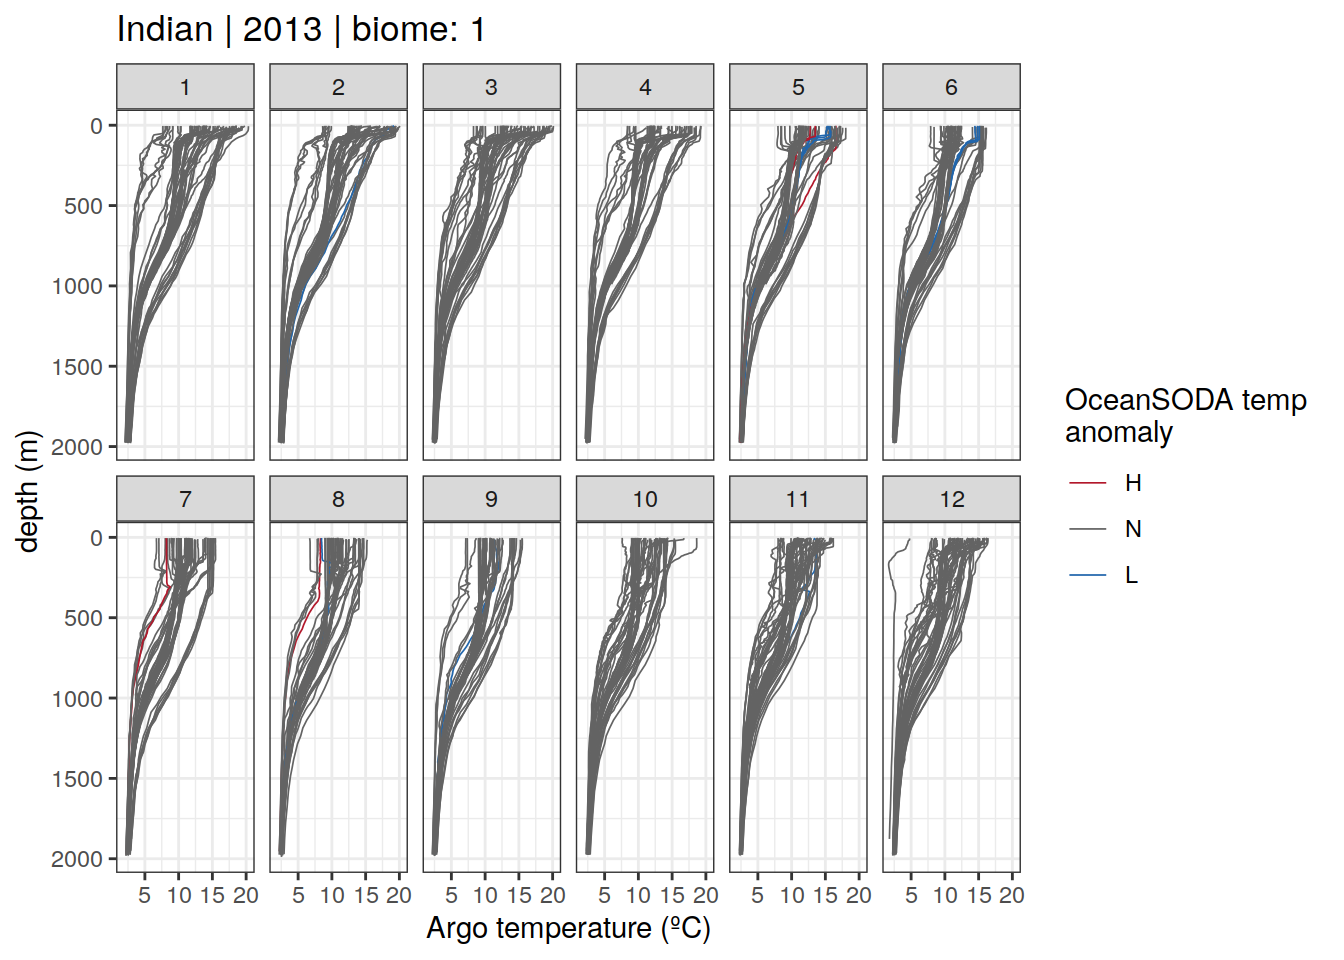 Indian | 2013 | biome: 1
1 2 3 4 5 6
0
500
1000
1500
2000
7 8 9 10 11 12
0
500
1000
1500
2000
5 10 15 20 5 10 15 20 5 10 15 20 5 10 15 20 5 10 15 20 5 10 15 20
Argo temperature (ºC)
depth (m)
OceanSODA temp
anomaly
H
N
L